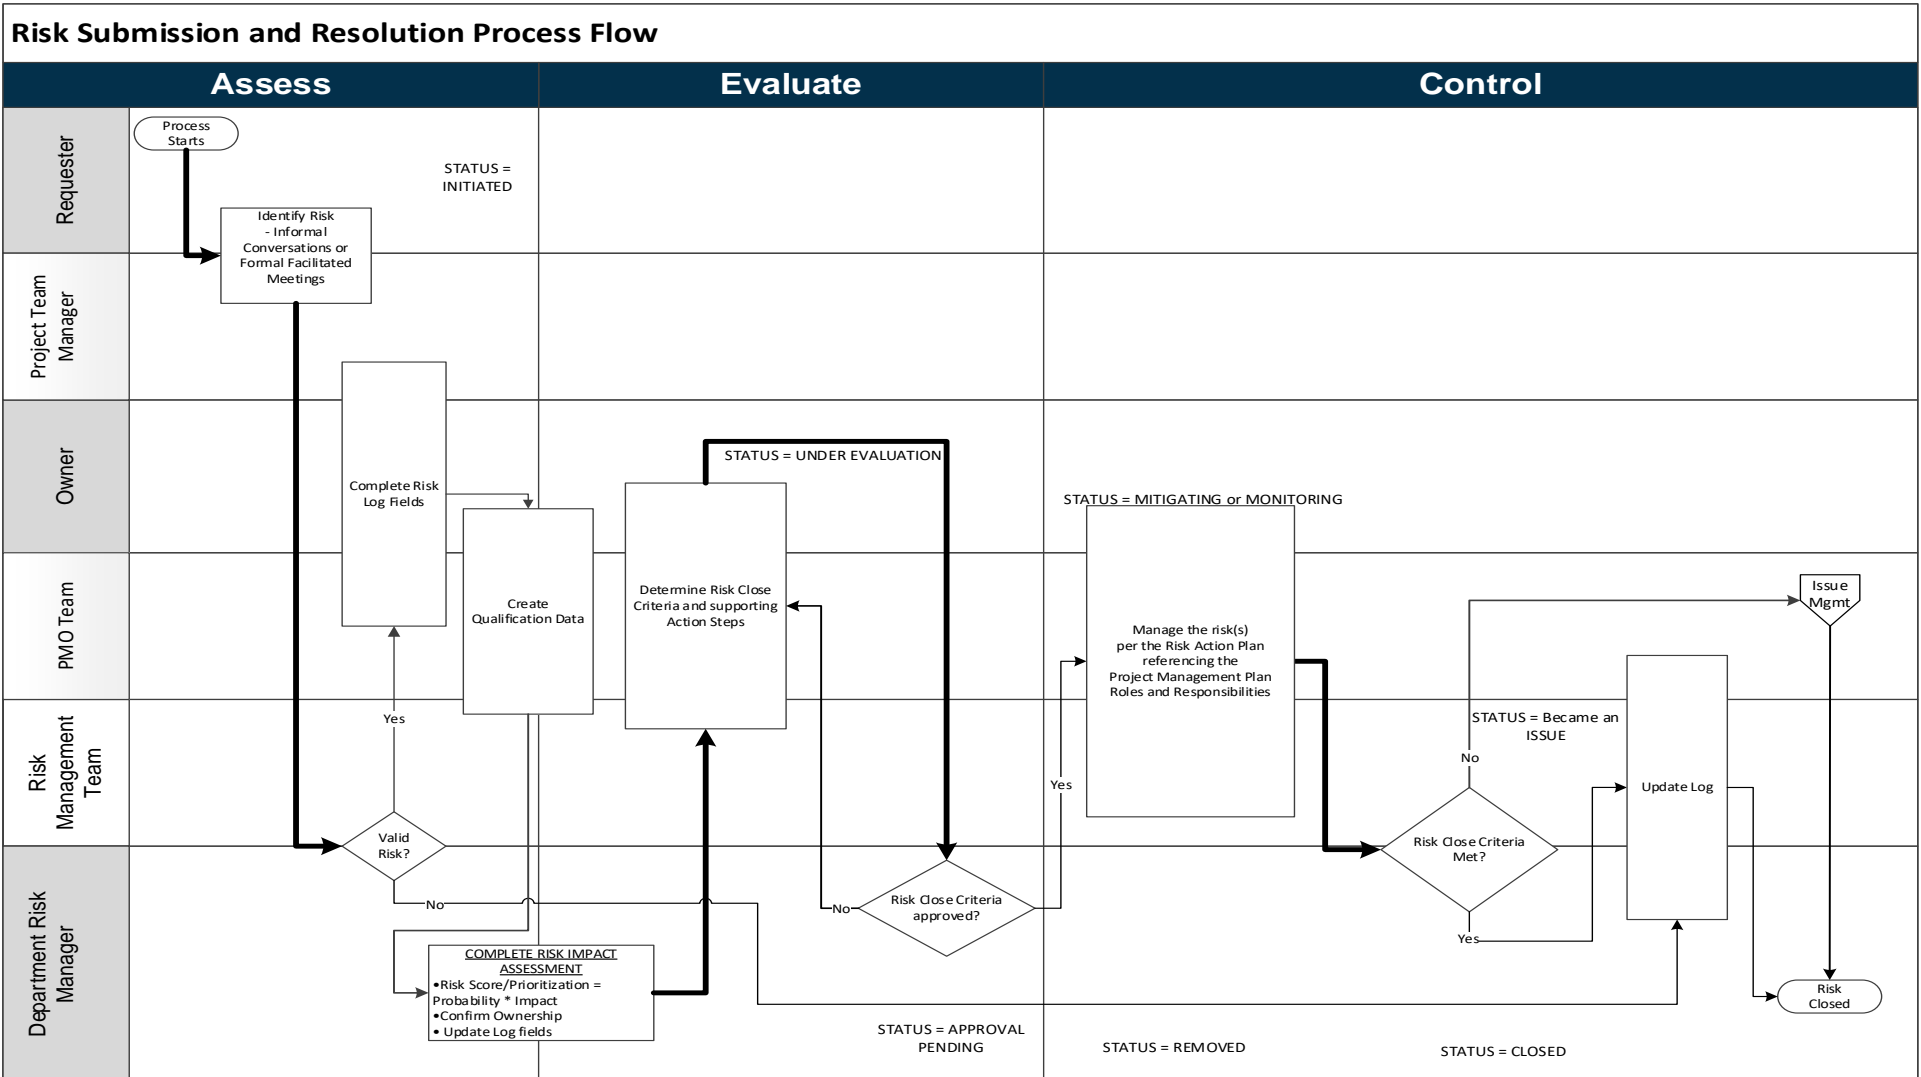 Risk Submission and Resolution Process Flow
Assess
Evaluate
Control
Requester
Process
Starts
STATUS =
INITIATED
Identify Risk
- Informal
Conversations or
Formal Facilitated
Meetings
Project Team
Manager
Owner
Complete Risk
Log Fields
STATUS = UNDER EVALUATION
STATUS = MITIGATING or MONITORING
PMO Team
Create
Qualification Data
Determine Risk Close
Criteria and supporting
Action Steps
Manage the risk(s)
per the Risk Action Plan
referencing the
Project Management Plan
Roles and Responsibilities
Issue
Mgmt
Risk
Management
Team
Yes
Valid
Risk?
Yes
STATUS = Became an
ISSUE
No
Update Log
Risk Close Criteria
Met?
Department Risk
Manager
No
No
Risk Close Criteria
approved?
Yes
COMPLETE RISK IMPACT
ASSESSMENT
•Risk Score/Prioritization =
Probability * Impact
•Confirm Ownership
• Update Log fields
Risk
Closed
STATUS = APPROVAL
PENDING
STATUS = REMOVED
STATUS = CLOSED